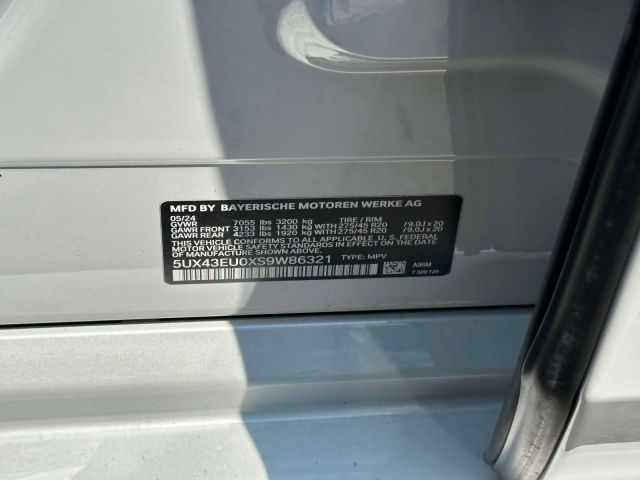 MFD BY BAYERISCHE MOTOREN WERKE AG
05/24
GVWR 7055 lbs 3200 kg TIRE / RIM
GAWR FRONT 3153 lbs 1430 kg WITH 275/45 R20 /9.0J x 20
GAWR REAR 4233 lbs 1920 kg WITH 275/45 R20 /9.0J x 20
THIS VEHICLE CONFORMS TO ALL APPLICABLE U.S. FEDERAL
MOTOR VEHICLE SAFETY STANDARDS IN EFFECT ON THE DATE
OF MANUFACTURE SHOWN ABOVE.
5UX43EU0XS9W86321 TYPE: MPV
A96M